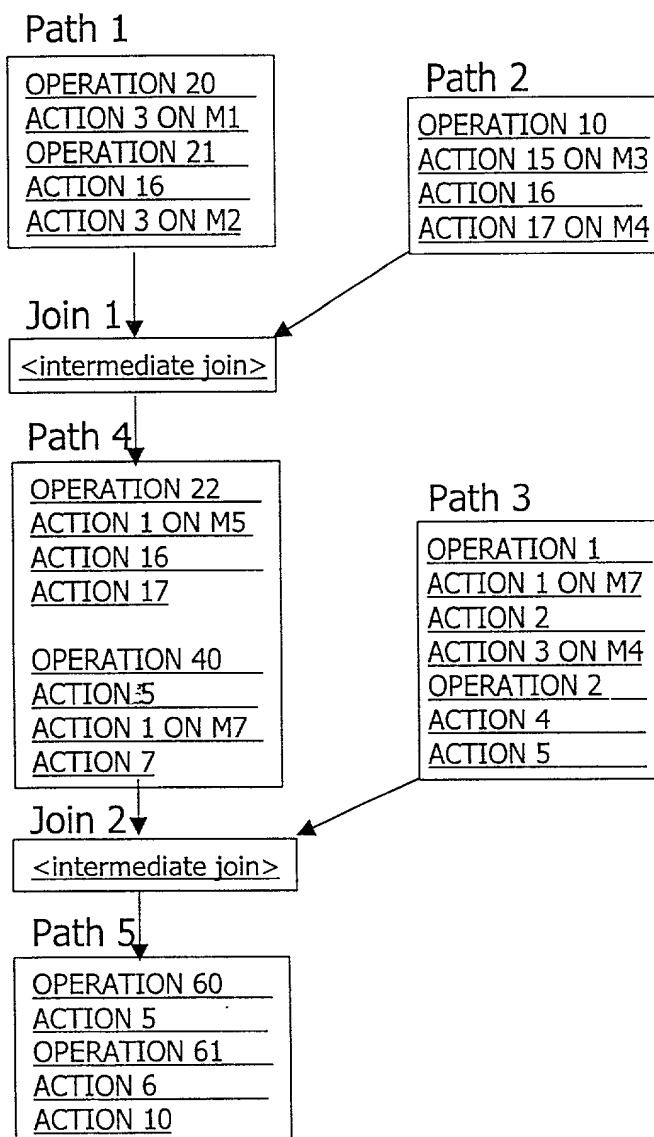 Path 1
OPERATION 20
ACTION 3 ON M1
OPERATION 21
ACTION 16
ACTION 3 ON M2
Path 2
OPERATION 10
ACTION 15 ON M3
ACTION 16
ACTION 17 ON M4
Join 1
<intermediate join>
Path 4
OPERATION 22
ACTION 1 ON M5
ACTION 16
ACTION 17
OPERATION 40
ACTION 5
ACTION 1 ON M7
ACTION 7
Path 3
OPERATION 1
ACTION 1 ON M7
ACTION 2
ACTION 3 ON M4
OPERATION 2
ACTION 4
ACTION 5
Join 2
<intermediate join>
Path 5
OPERATION 60
ACTION 5
OPERATION 61
ACTION 6
ACTION 10